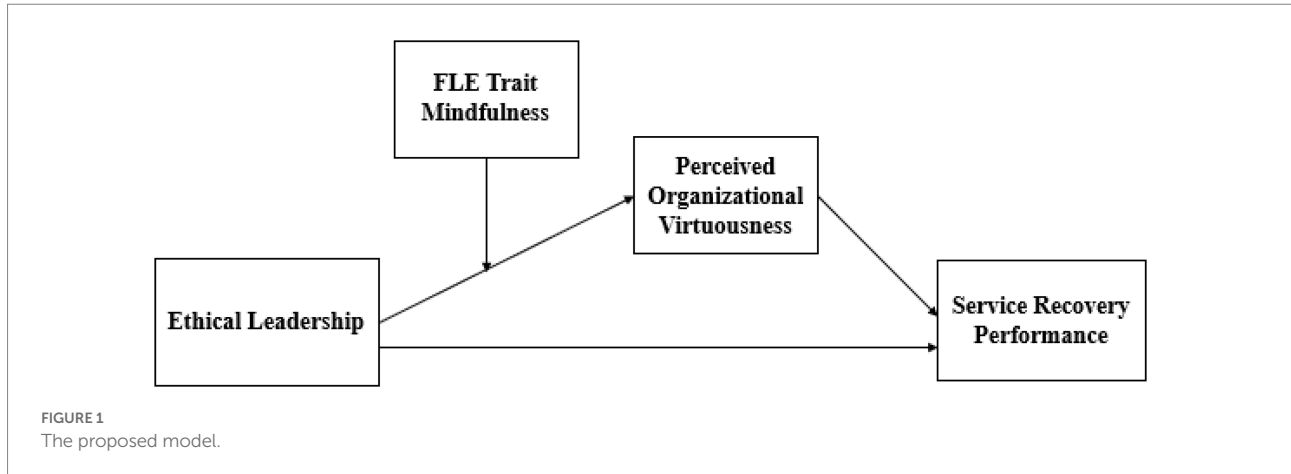 FLE Trait
Mindfulness
Perceived
Organizational
Virtuousness
Ethical Leadership
Service Recovery
Performance
FIGURE 1
The proposed model.